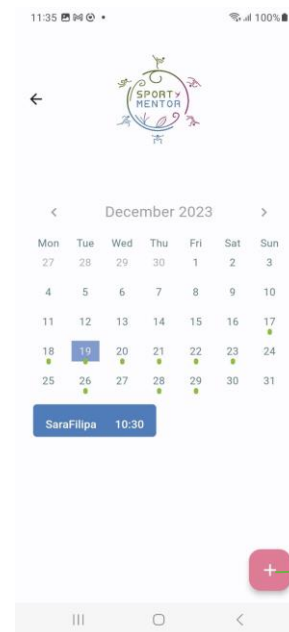 11:35 100%
SPORTY
MENTOR
December 2023
Mon Tue Wed Thu Fri Sat Sun
27 28 29 30 1 2 3
4 5 6 7 8 9 10
11 12 13 14 15 16 17
18 19 20 21 22 23 24
25 26 27 28 29 30 31
SaraFilipa 10:30
+